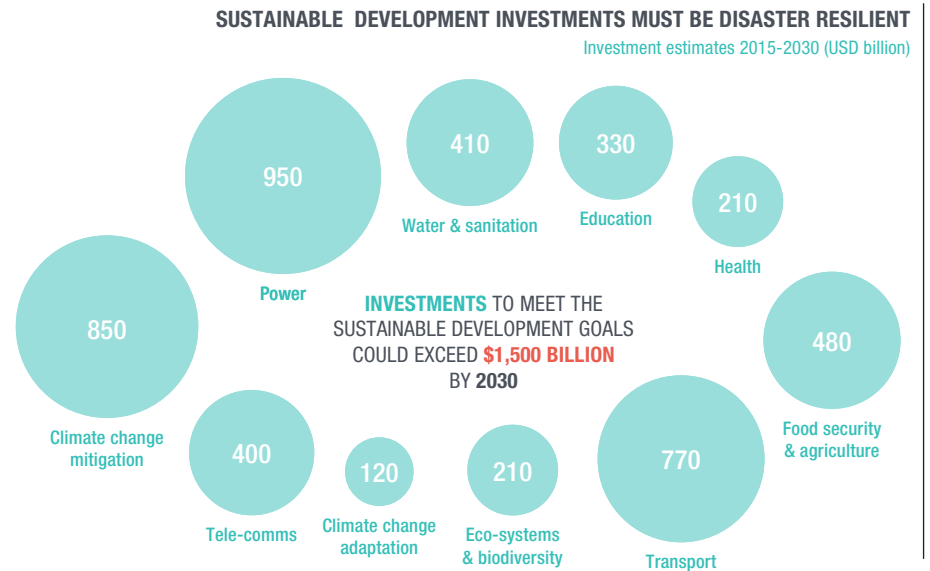 SUSTAINABLE DEVELOPMENT INVESTMENTS MUST BE DISASTER RESILIENT
Investment estimates 2015-2030 (USD billion)
950
Power
410
Water & sanitation
330
Education
210
Health
850
Climate change
mitigation
INVESTMENTS TO MEET THE
SUSTAINABLE DEVELOPMENT GOALS
COULD EXCEED $1,500 BILLION
BY 2030
480
Food security
& agriculture
400
Tele-comms
120
Climate change
adaptation
210
Eco-systems
& biodiversity
770
Transport